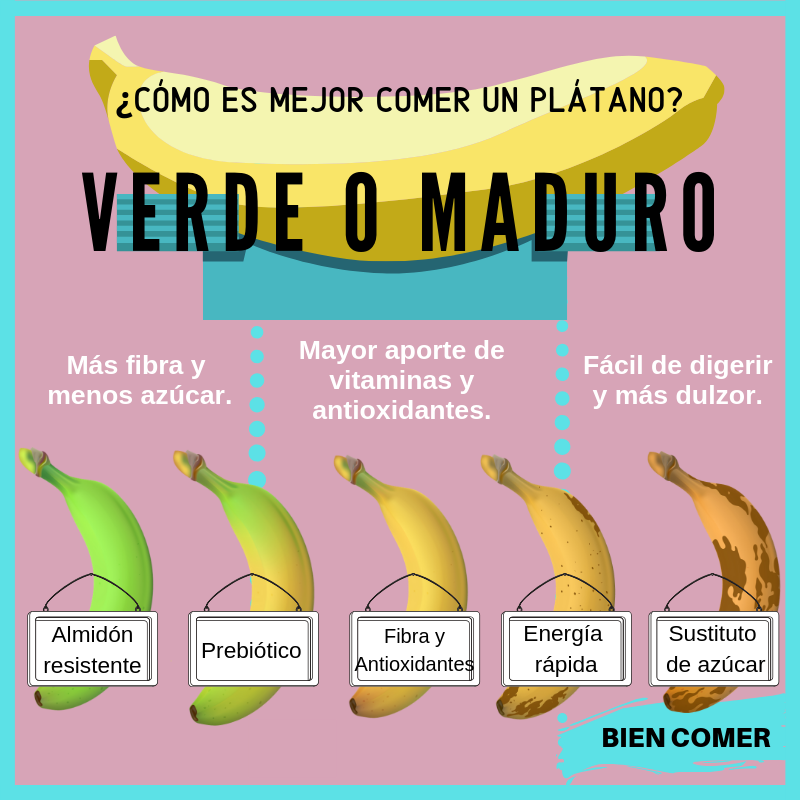 ¿CÓMO ES MEJOR COMER UN PLÁTANO?
VERDE O MADURO
Más fibra y
menos azúcar.
Mayor aporte de
vitaminas y
antioxidantes.
Fácil de digerir
y más dulzor.
Almidón
resistente
Prebiótico
Fibra y
Antioxidantes
Energía
rápida
Sustituto
de azúcar
BIEN COMER